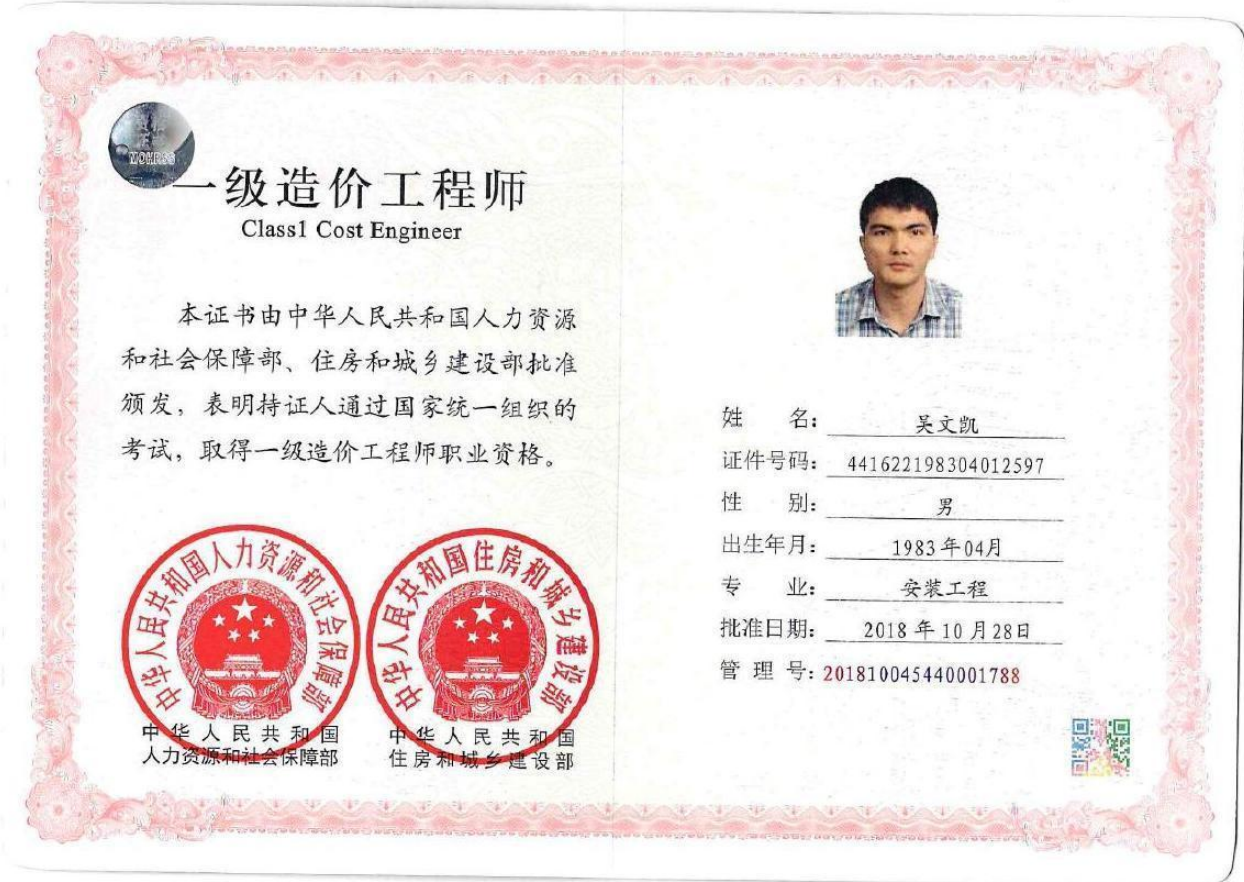 MOHRSS
一级造价工程师
Class1 Cost Engineer
本证书由中华人民共和国人力资源
和社会保障部、住房和城乡建设部批准
颁发，表明持证人通过国家统一组织的
考试，取得一级造价工程师职业资格。
中华人民共和国人力资源和社会保障部
中华人民共和国住房和城乡建设部
中华人民共和国
人力资源和社会保障部
中华人民共和国
住房和城乡建设部
姓 名： 吴文凯
证件号码： 441622198304012597
性 别： 男
出生年月： 1983年04月
专 业： 安装工程
批准日期： 2018年10月28日
管 理 号：201810045440001788